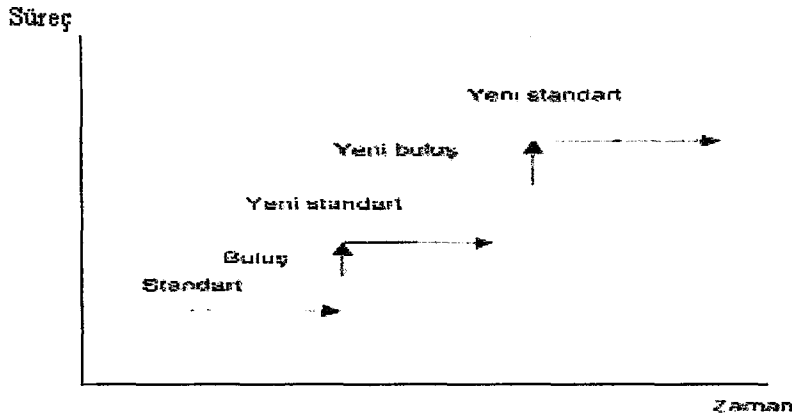 Süreç
Yeni standart
Yeni buluş
Yeni standart
Buluş
Standart
Zaman